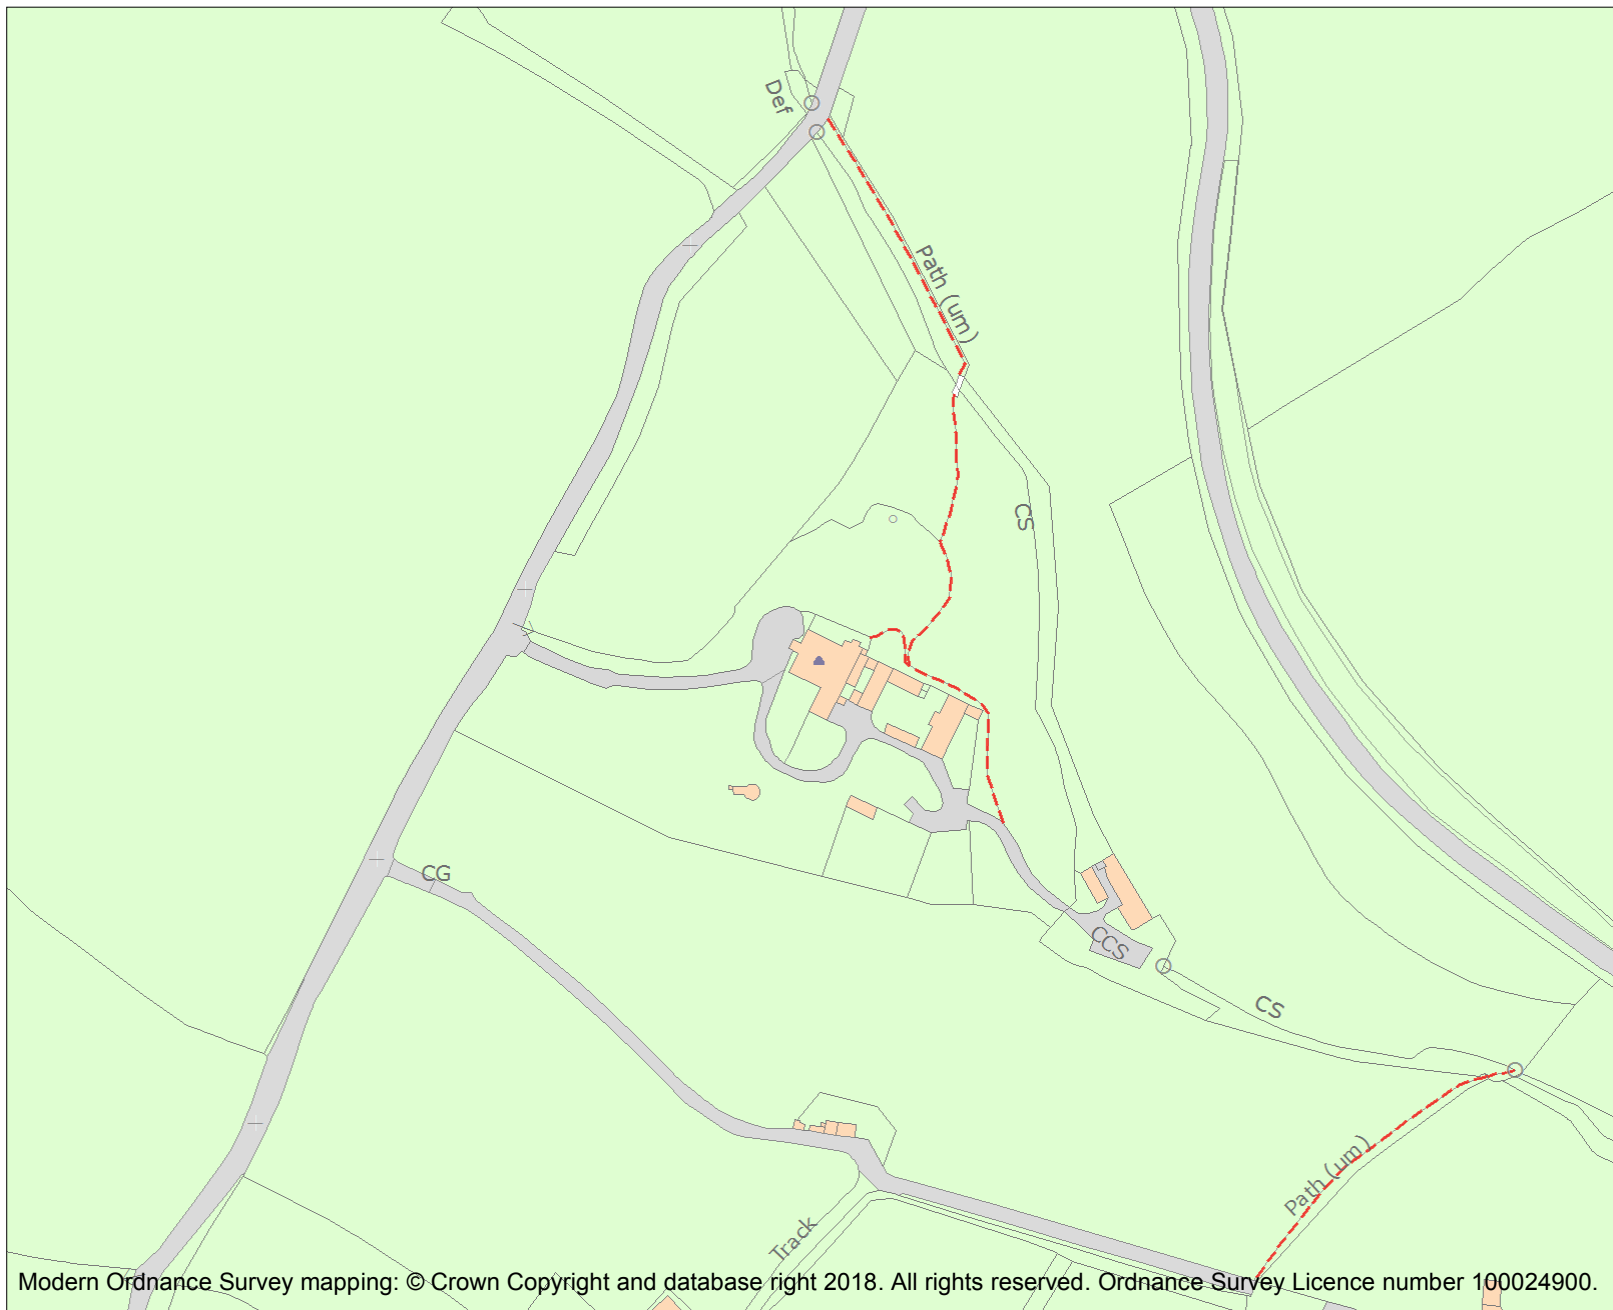 Def
Path (um)
CS
CG
CCS
CS
Path (um)
Track
Modern Ordnance Survey mapping: © Crown Copyright and database right 2018. All rights reserved. Ordnance Survey Licence number 100024900.